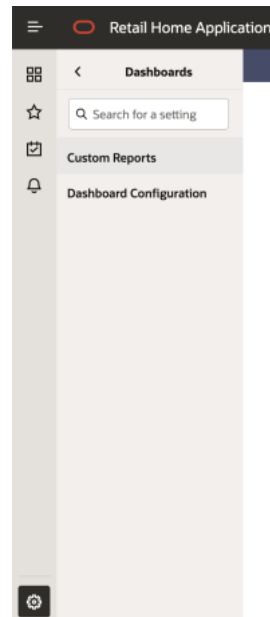 Retail Home Application
Dashboards
Search for a setting
Custom Reports
Dashboard Configuration